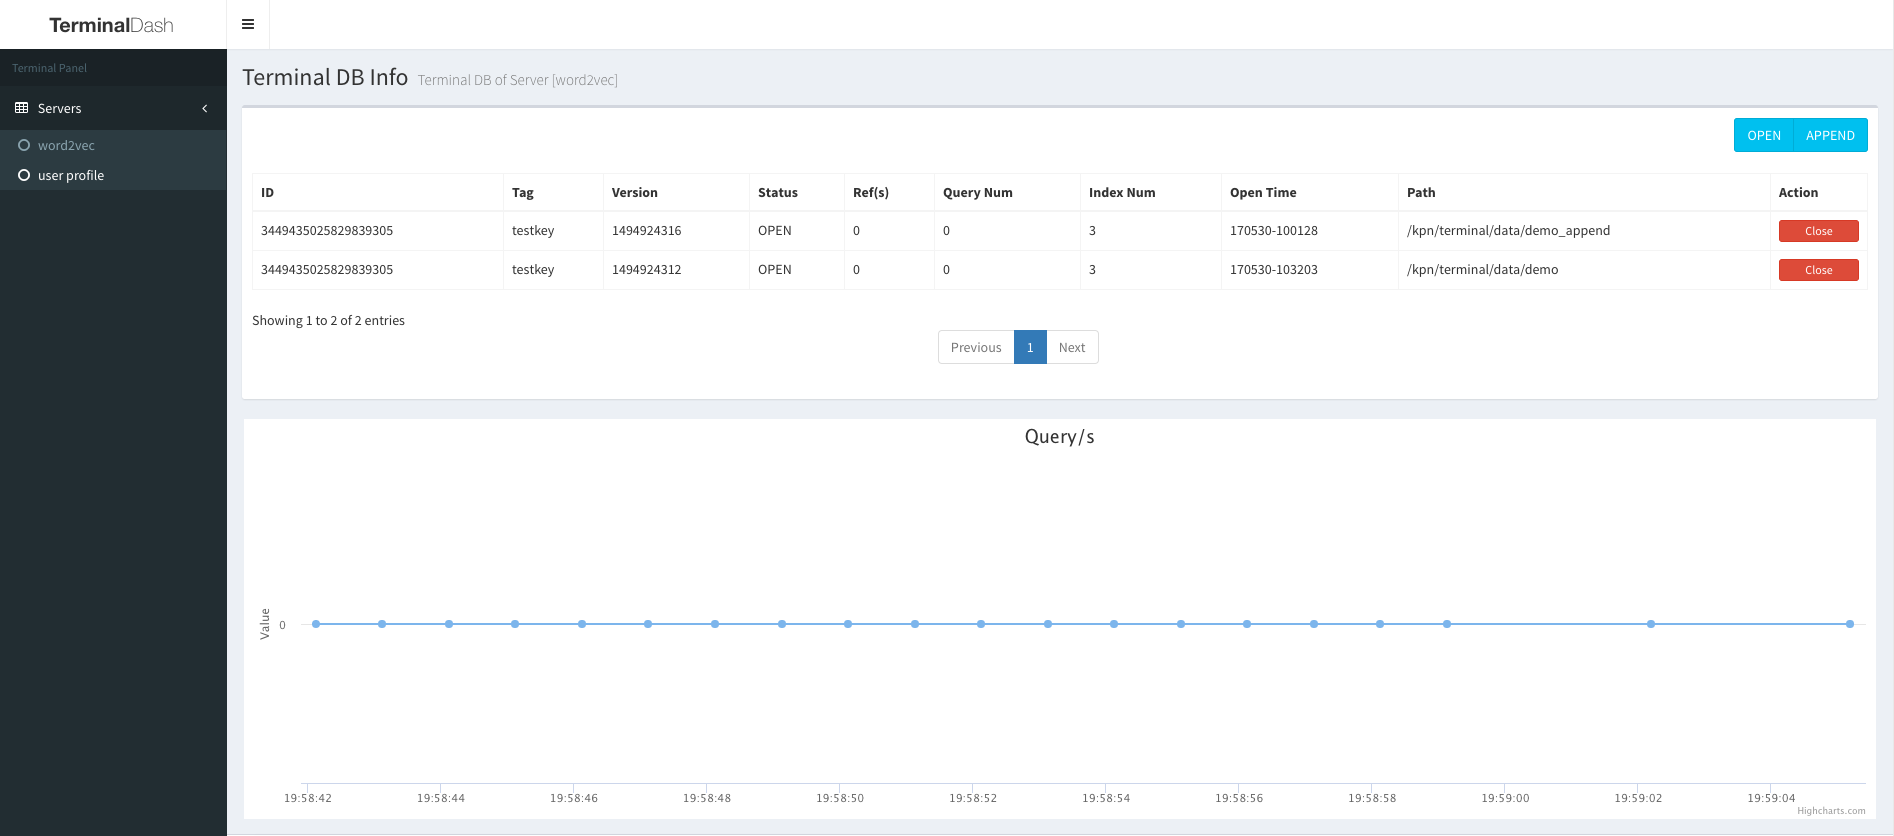 TerminalDash
Terminal Panel
Servers
word2vec
user profile
Terminal DB Info Terminal DB of Server [word2vec]
OPEN APPEND
ID Tag Version Status Ref(s) Query Num Index Num Open Time Path Action
3449435025829839305 testkey 1494924316 OPEN 0 0 3 170530-100128 /kpn/terminal/data/demo_append Close
3449435025829839305 testkey 1494924312 OPEN 0 0 3 170530-103203 /kpn/terminal/data/demo Close
Showing 1 to 2 of 2 entries
Previous 1 Next
Query/s
Value
0
19:58:42 19:58:44 19:58:46 19:58:48 19:58:50 19:58:52 19:58:54 19:58:56 19:58:58 19:59:00 19:59:02 19:59:04
Highcharts.com